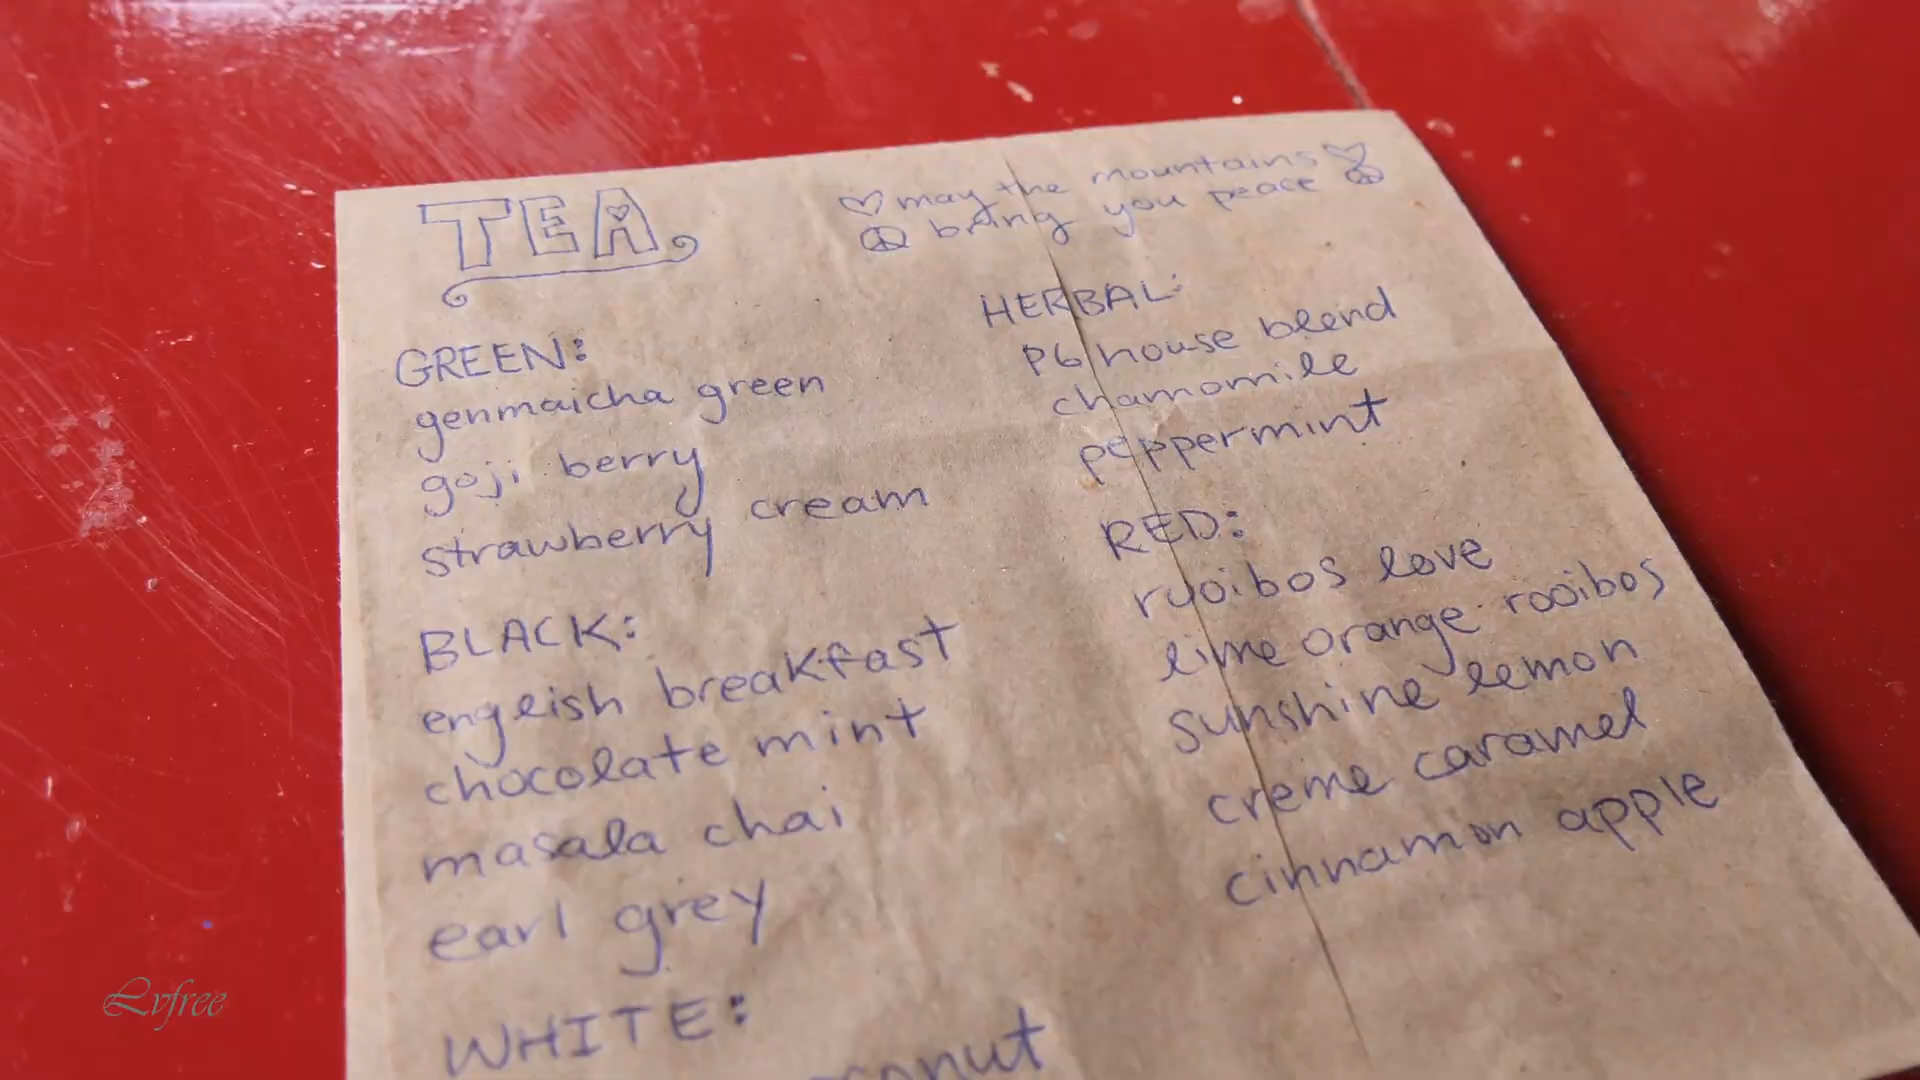 TEA
may the mountains
bring you peace
GREEN:
genmaicha green
goji berry
strawberry cream
BLACK:
english breakfast
chocolate mint
masala chai
earl grey
WHITE:
HERBAL:
P6 house blend
chamomile
peppermint
RED:
rooibos love
lime orange rooibos
sunshine lemon
creme caramel
cinnamon apple
Lvfree